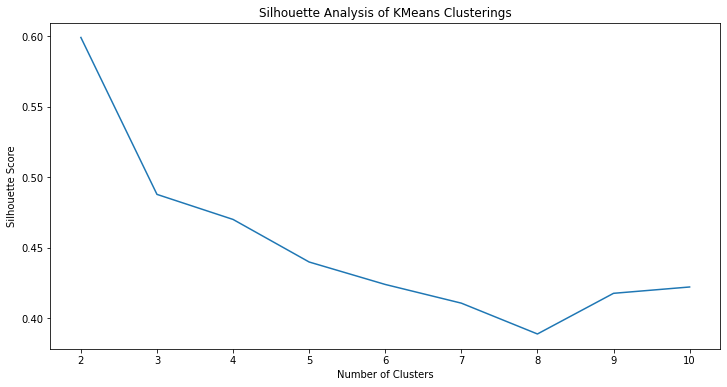 Silhouette Analysis of KMeans Clusterings
0.60
0.55
0.50
0.45
0.40
Silhouette Score
2 3 4 5 6 7 8 9 10
Number of Clusters